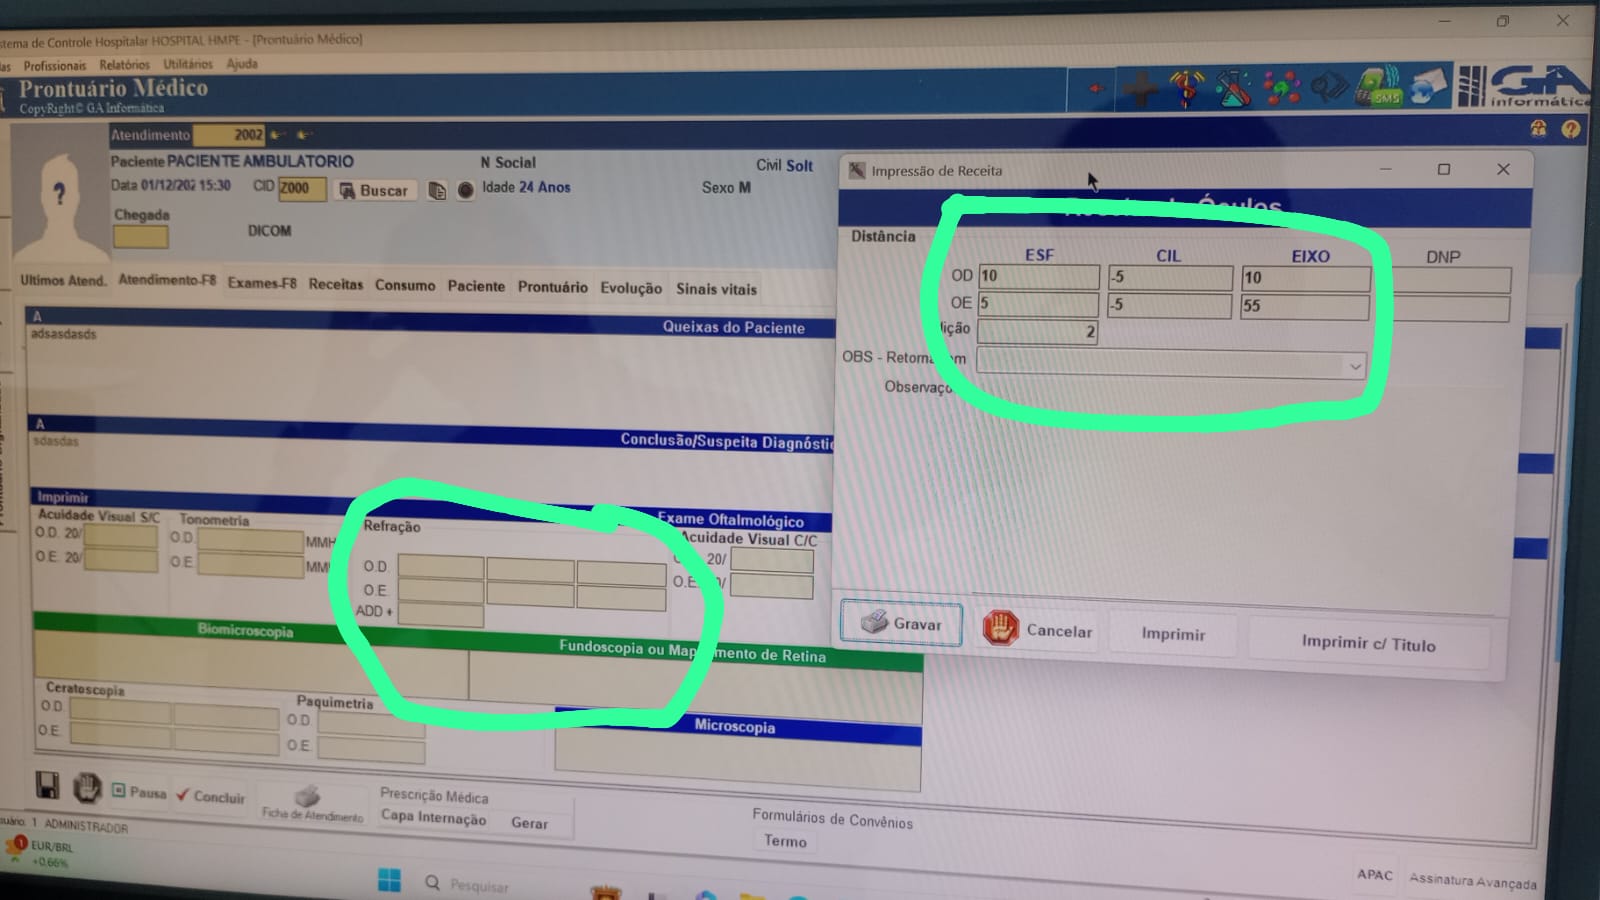 stema de Controle Hospitalar HOSPITAL HMPE - [Prontuário Médico]
as Profissionais Relatórios Utilitários Ajuda
Prontuário Médico
CopyRight© GA Informática
SMS
GA
informática
Atendimento 2002
Paciente PACIENTE AMBULATORIO N Social Civil Solt
Data 01/12/202 15:30 CID Z000 Buscar Idade 24 Anos Sexo M
Chegada
DICOM
Ultimos Atend. Atendimento-F8 Exames-F8 Receitas Consumo Paciente Prontuário Evolução Sinais vitais
A Queixas do Paciente
adsasdasds
A Conclusão/Suspeita Diagnósti
sdasdas
Imprimir Exame Oftalmológico
Acuidade Visual S/C Tonometria Refração Acuidade Visual C/C
O.D. 20/ O.D. MMH O.D. 20/
O.E. 20/ O.E. MM O.E. O.E.
ADD +
Biomicroscopia Fundoscopia ou Map mento de Retina
Ceratoscopia Paquimetria
O.D. O.D Microscopia
O.E. O.E.
Pausa Concluir Ficha de Atendimento
Prescrição Médica
Capa Internação Gerar
Formulários de Convênios
Termo
APAC Assinatura Avançada
suário: 1 ADMINISTRADOR
1 EUR/BRL
+0,66%
Pesquisar
Impressão de Receita
Óculos
Distância
ESF CIL EIXO DNP
OD 10 -5 10
OE 5 -5 55
ição 2
OBS - Retorna em
Observaço
Gravar Cancelar Imprimir Imprimir c/ Titulo